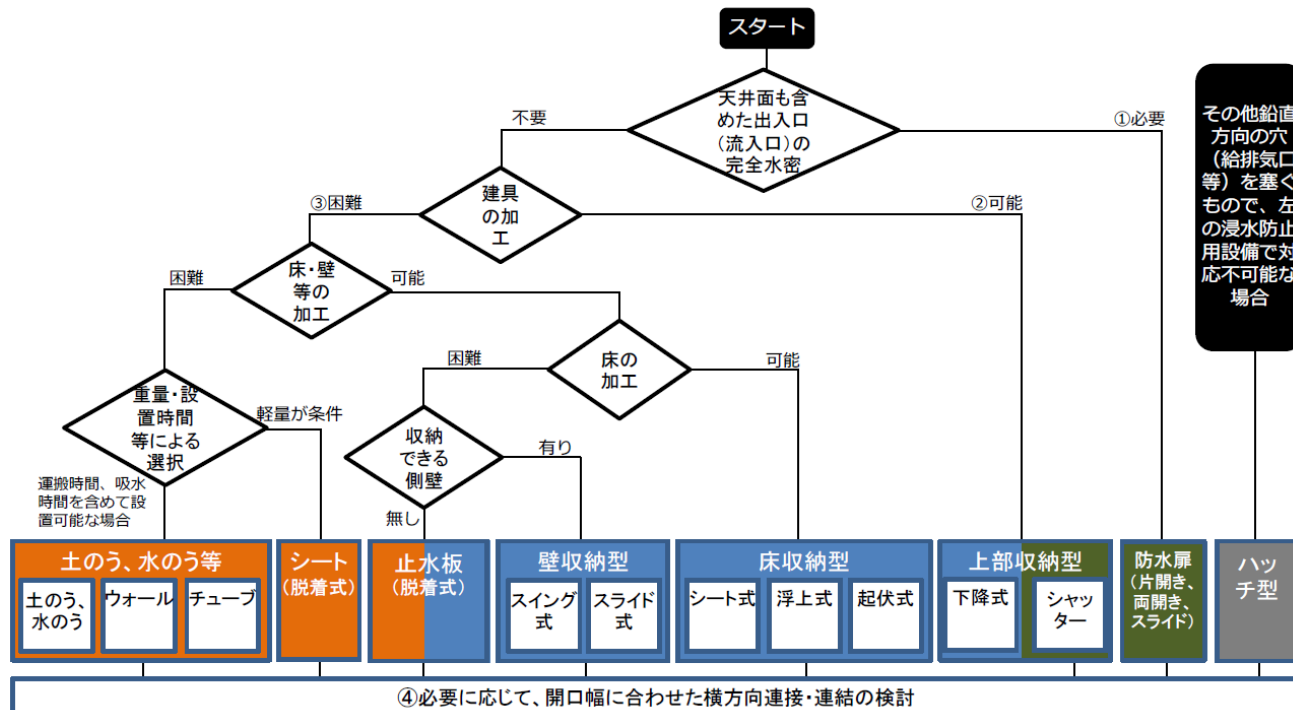 スタート
天井面も含
めた出入口
(流入口)の
完全水密
不要
①必要
その他鉛直
方向の穴
（給排気口
等）を塞ぐ
もので、左
の浸水防止
用設備で対
応不可能な
場合
建具
の加
工
③困難
②可能
床・壁
等の
加工
困難
可能
床の
加工
困難
可能
重量・設
置時間
等による
選択
軽量が条件
運搬時間、吸水
時間を含めて設
置可能な場合
収納
できる
側壁
有り
無し
土のう、水のう等
土のう、
水のう
ウォール
チューブ
シート
(脱着式)
止水板
(脱着式)
壁収納型
スイング
式
スライド
式
床収納型
シート式
浮上式
起伏式
上部収納型
下降式
シャッ
ター
防水扉
(片開き、
両開き、
スライド)
ハッ
チ型
④必要に応じて、開口幅に合わせた横方向連接・連結の検討